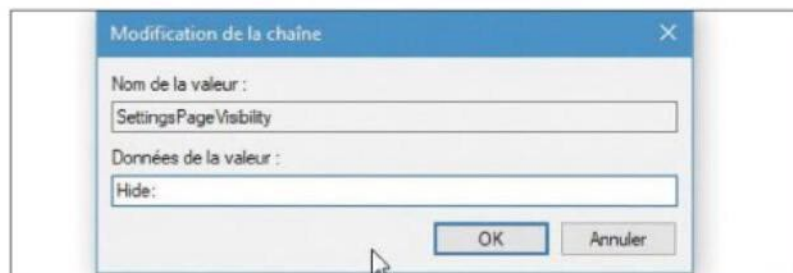 Modification de la chaîne
Nom de la valeur :
SettingsPageVisibility
Données de la valeur :
Hide:
OK Annuler